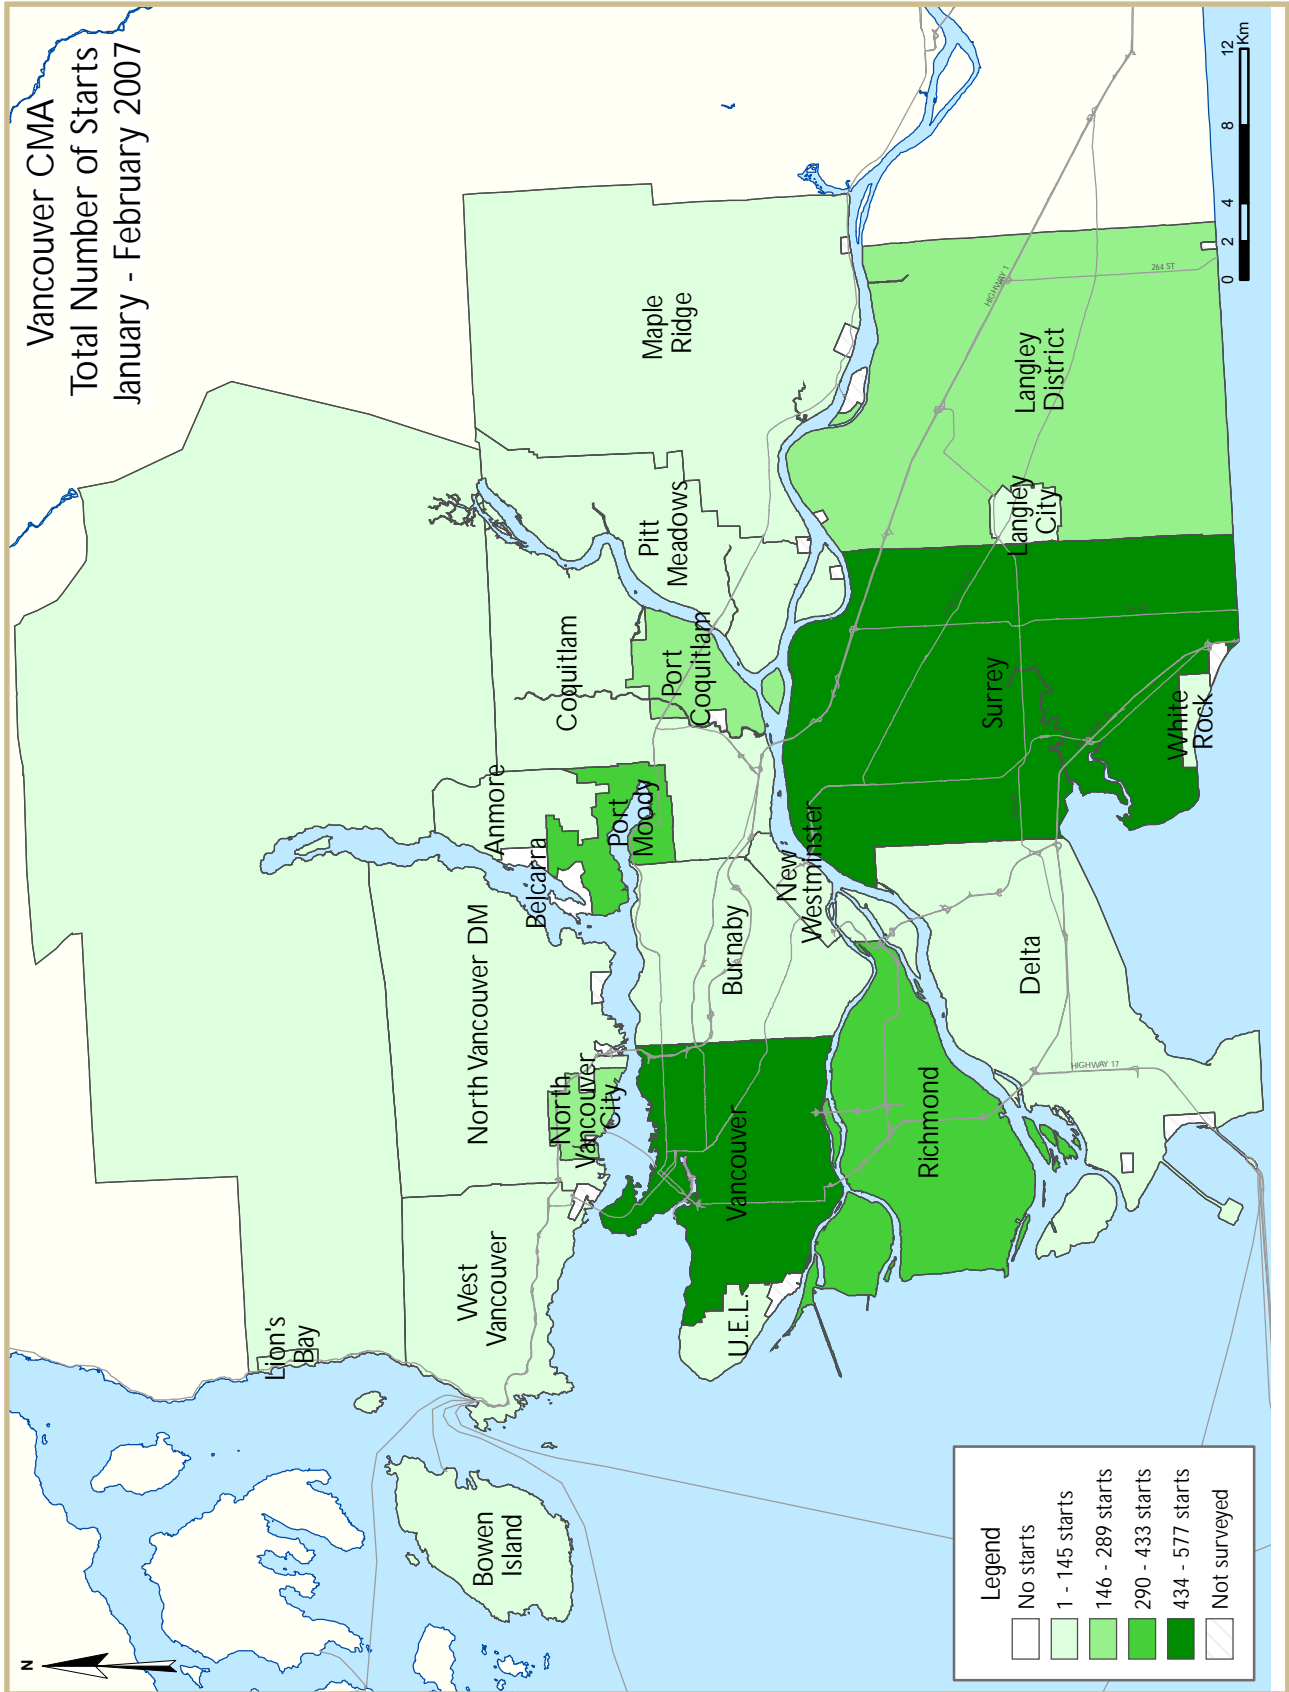 Vancouver CMA
Total Number of Starts
January - February 2007
N
Lion's
Bay
Bowen
Island
West
Vancouver
North Vancouver DM
North
Vancouver
City
Belcarra
Anmore
Port
Moody
Coquitlam
Port
Coquitlam
Pitt
Meadows
Maple
Ridge
U.E.L.
Vancouver
Burnaby
New
Westminster
Richmond
Delta
Surrey
White
Rock
Langley
City
Langley
District
HIGHWAY 1
264 ST
HIGHWAY 17
Legend
No starts
1 - 145 starts
146 - 289 starts
290 - 433 starts
434 - 577 starts
Not surveyed
0 2 4 8 12
Km